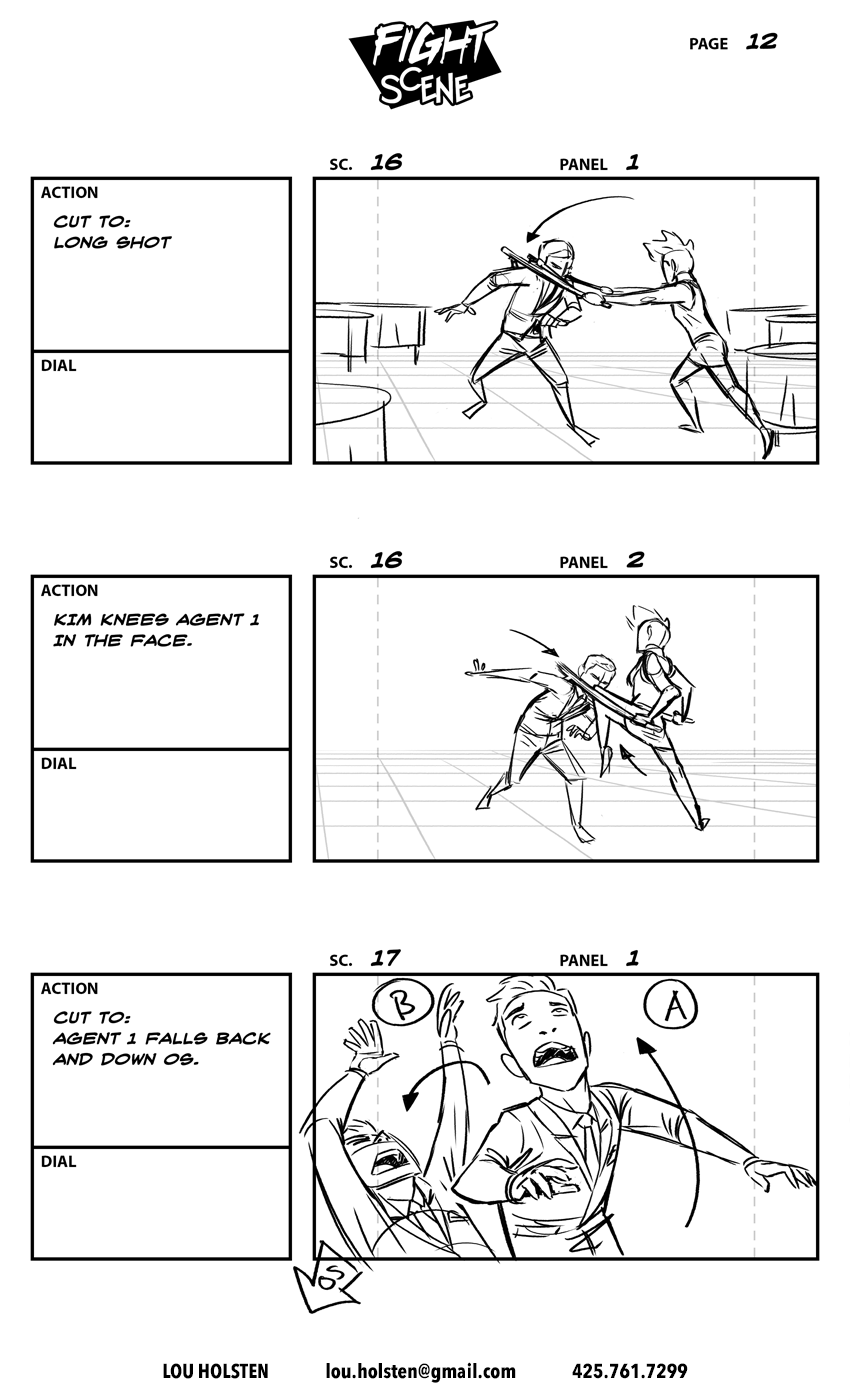 FIGHT
SCENE
PAGE 12
SC. 16 PANEL 1
ACTION
CUT TO:
LONG SHOT
DIAL
SC. 16 PANEL 2
ACTION
KIM KNEES AGENT 1
IN THE FACE.
DIAL
SC. 17 PANEL 1
ACTION
CUT TO:
AGENT 1 FALLS BACK
AND DOWN OS.
DIAL
B
A
OS
LOU HOLSTEN lou.holsten@gmail.com 425.761.7299